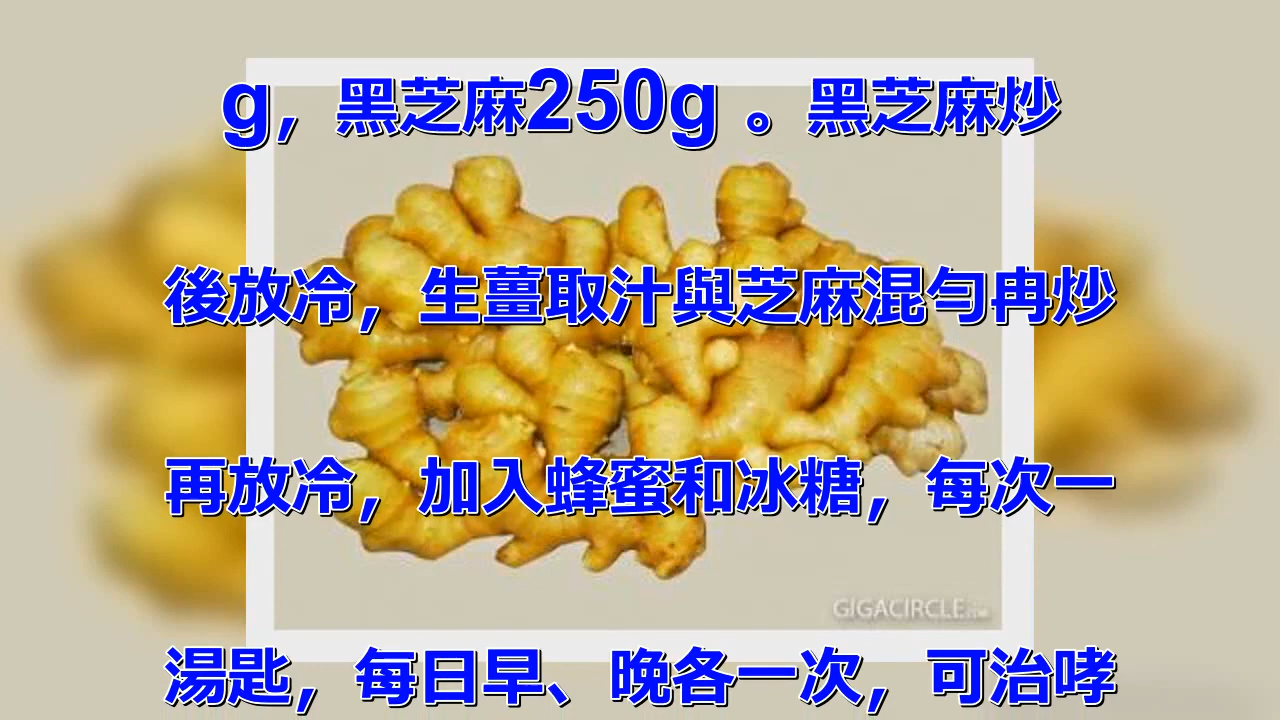 g，黑芝麻250g 。黑芝麻炒
後放冷，生薑取汁與芝麻混勻冉炒
再放冷，加入蜂蜜和冰糖，每次一
湯匙，每日早、晚各一次，可治哮
GIGACIRCLE.COM